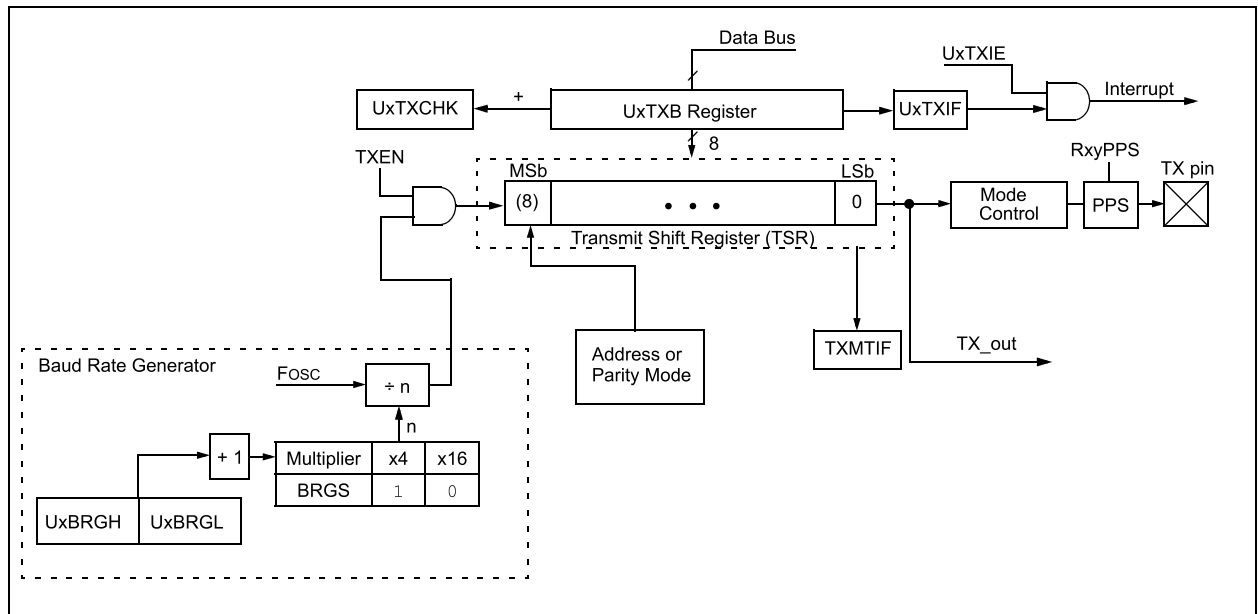 Data Bus
UxTXIE
UxTXCHK
+
UxTXB Register
UxTXIF
Interrupt
8
TXEN
RxyPPS
MSb
LSb
TX pin
(8)
• • •
0
Mode
Control
PPS
Transmit Shift Register (TSR)
Address or
Parity Mode
TXMTIF
TX_out
Baud Rate Generator
FOSC
÷ n
n
+ 1
Multiplier x4 x16
BRGS 1 0
UxBRGH UxBRGL